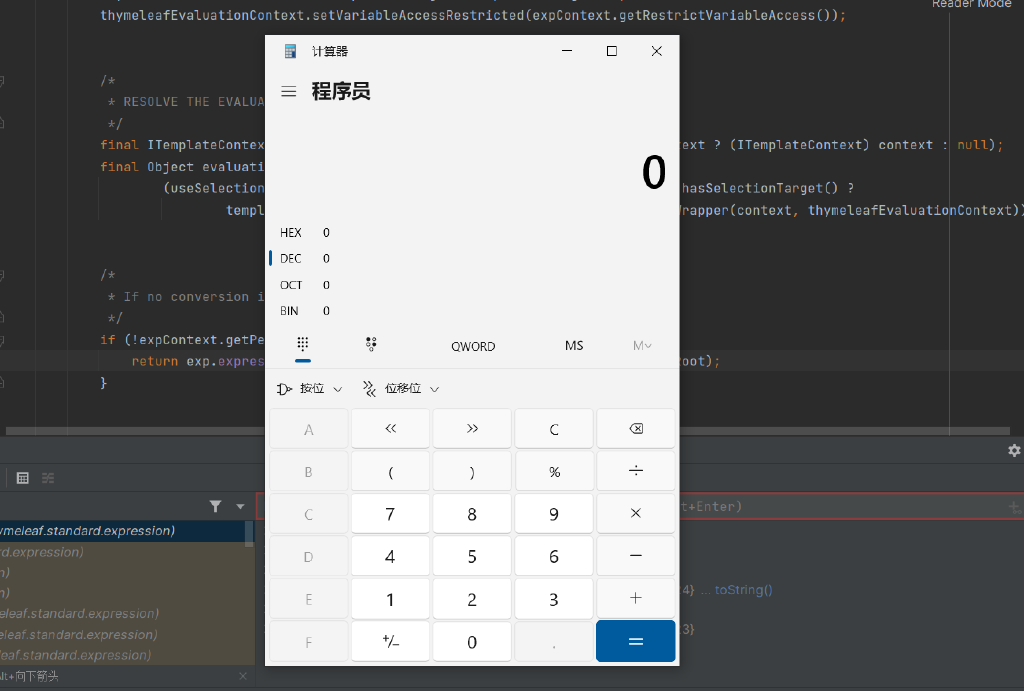 Reader Mode
thymeleafEvaluationContext.setVariableAccessRestricted(expContext.getRestrictVariableAccess());
计算器
/*
程序员
* RESOLVE THE EVALUA
*/
final ITemplateContex
ext ? (ITemplateContext) context : null);
final Object evaluati
0
(useSelection
hasSelectionTarget() ?
templ
rapper(context, thymeleafEvaluationContext))
HEX 0
DEC 0
/*
OCT 0
* If no conversion i
BIN 0
*/
if (!expContext.getPe
QWORD MS M
return exp.expres
oot);
}
按位 位移位
A << >> C
B ( ) % ÷
C 7 8 9 ×
t+Enter)
ymeleaf.standard.expression)
D 4 5 6 −
rd.expression)
n)
4} ... toString()
n)
E 1 2 3 +
eleaf.standard.expression)
3}
eleaf.standard.expression)
F +/− 0 . =
eaf.standard.expression)
lt+向下箭头